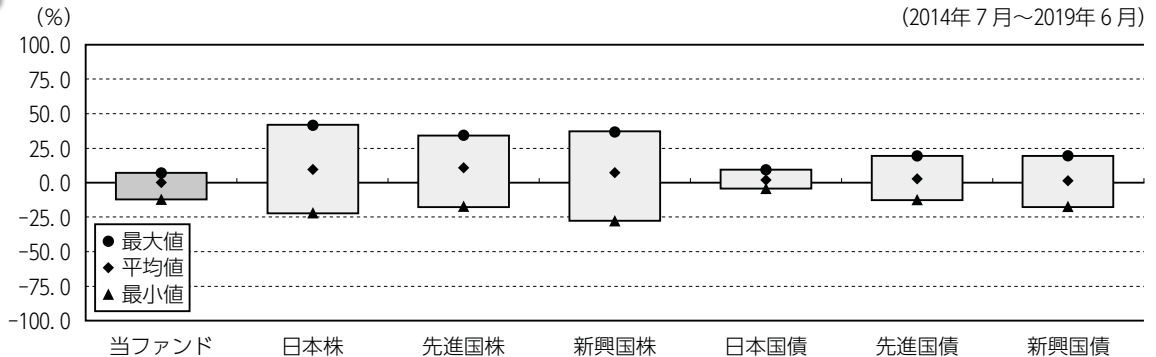 (%)
(2014年7月～2019年6月)
100.0
75.0
50.0
25.0
0.0
-25.0
-50.0
-75.0
-100.0
● 最大値
◆ 平均値
▲ 最小値
当ファンド 日本株 先進国株 新興国株 日本国債 先進国債 新興国債